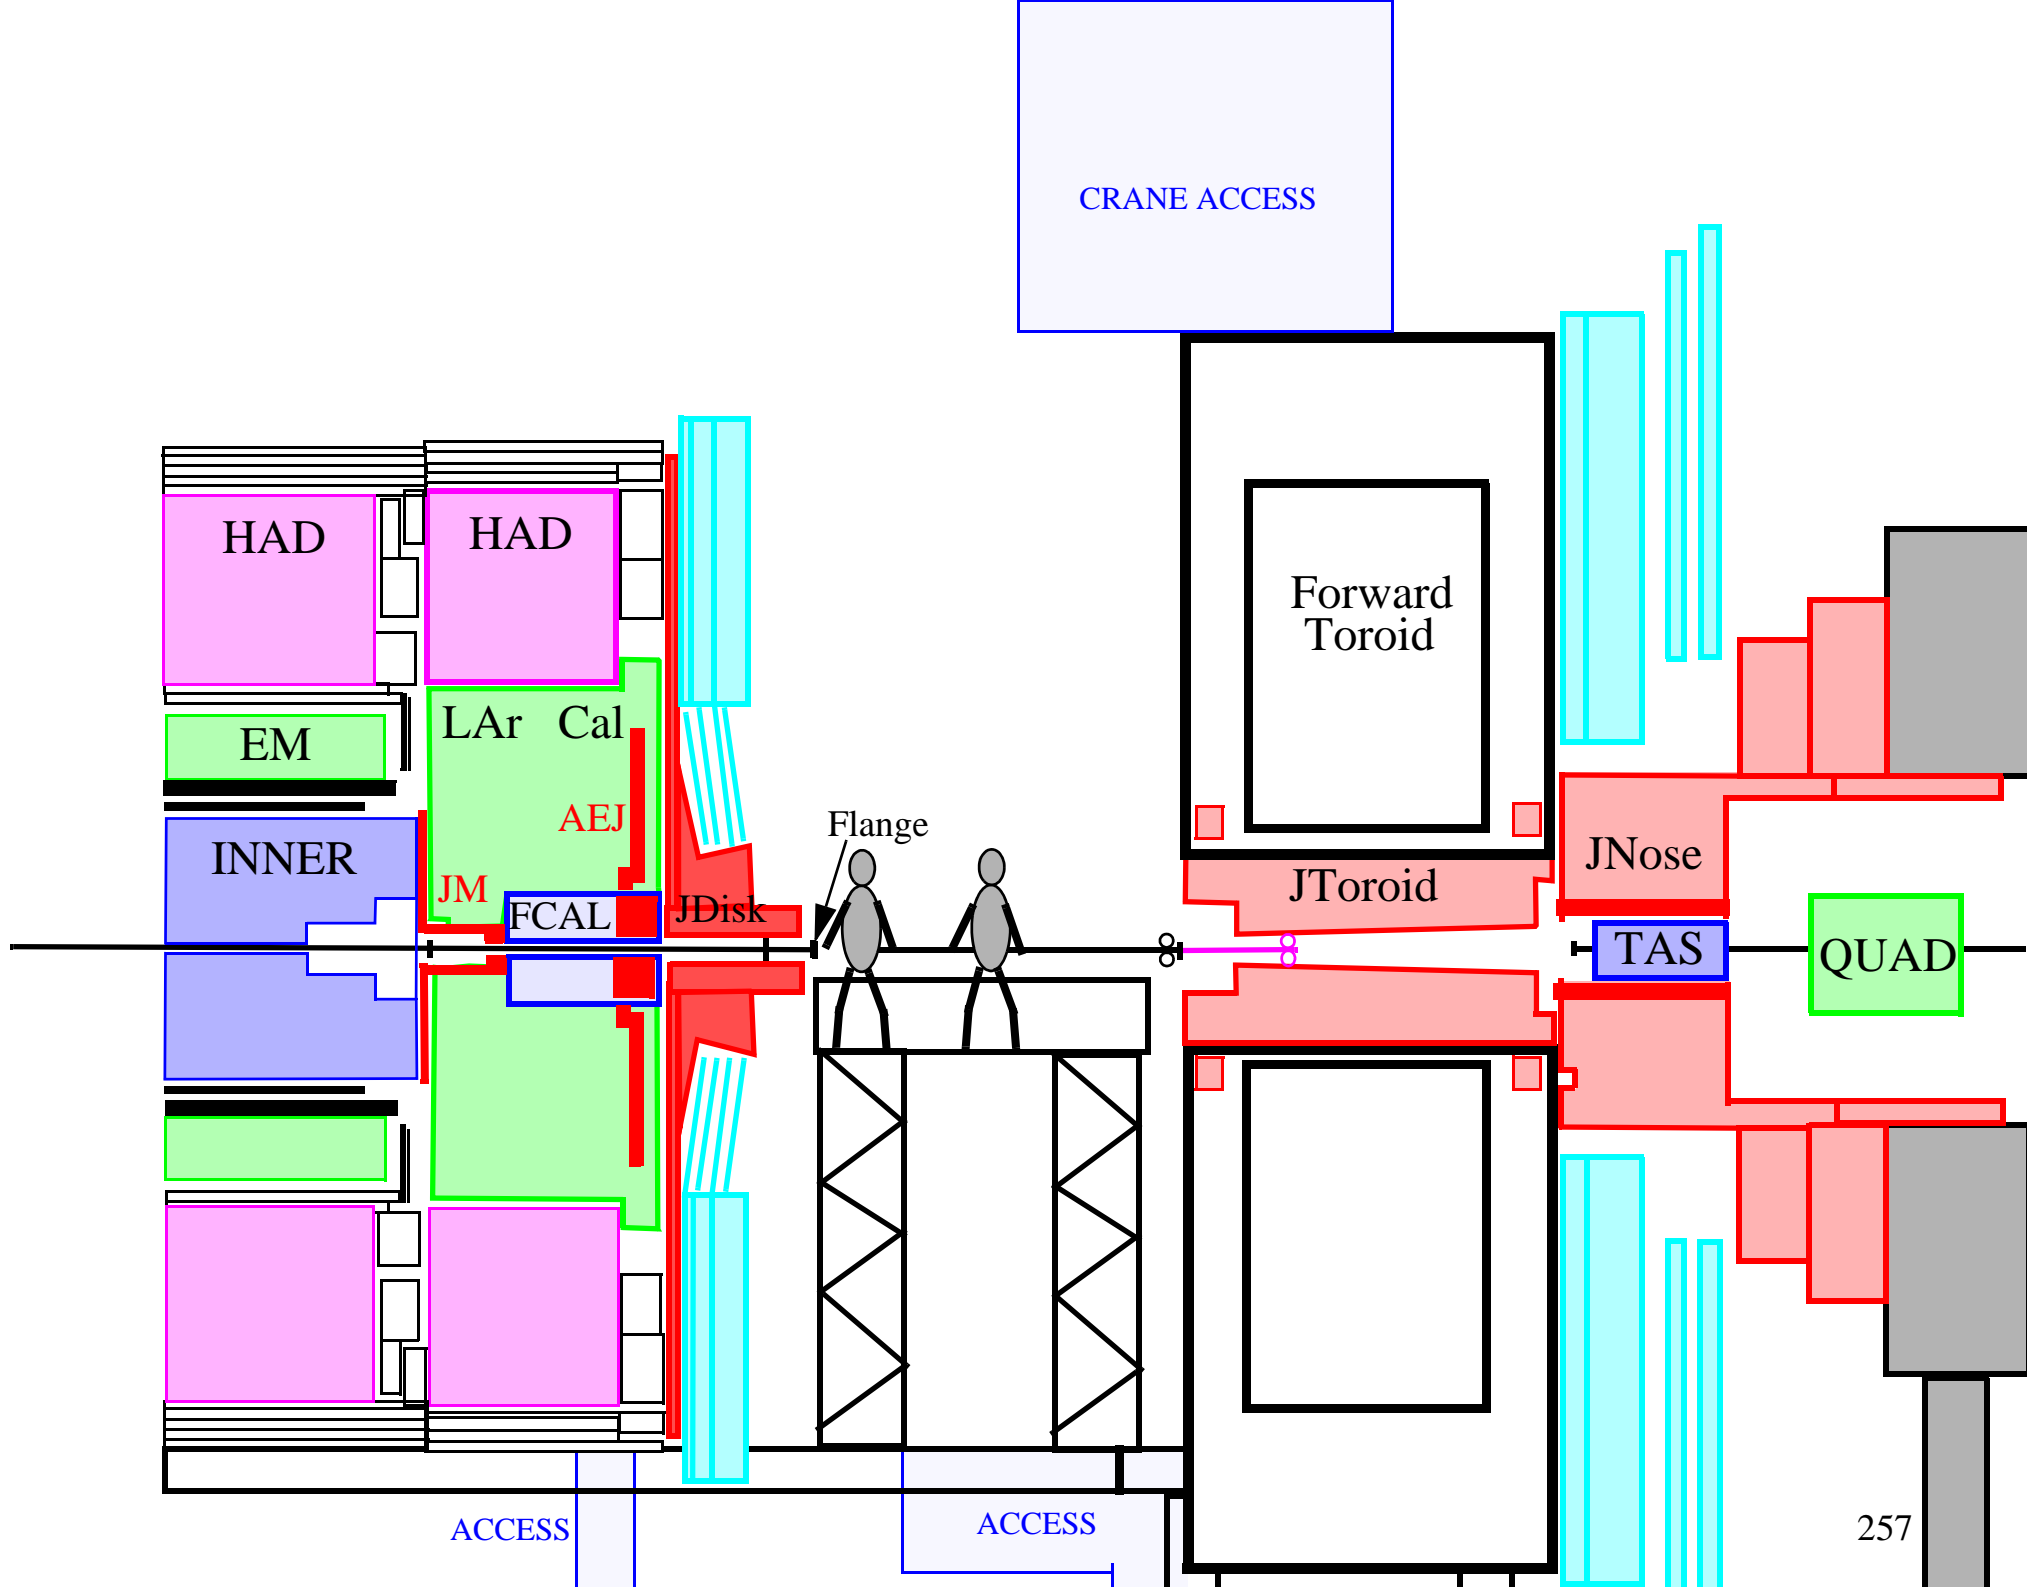 CRANE ACCESS
HAD
HAD
Forward
Toroid
LAr Cal
EM
AEJ
Flange
INNER
JNose
JM
JToroid
FCAL
JDisk
TAS
QUAD
ACCESS
ACCESS
257